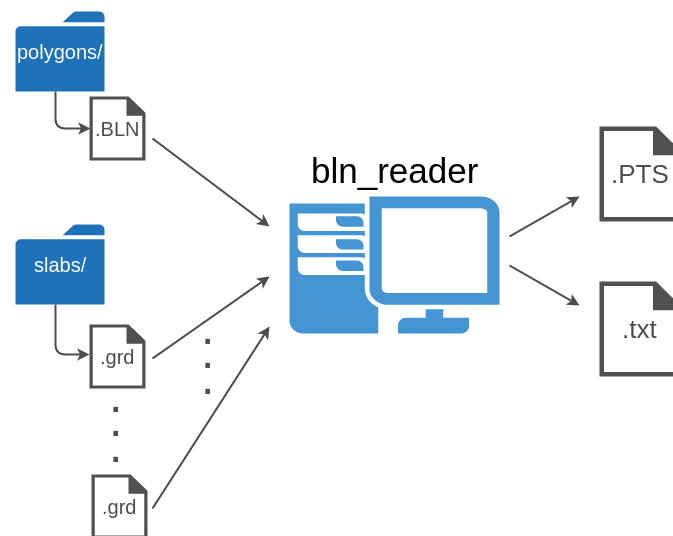 polygons/
.BLN
bln_reader
.PTS
slabs/
.grd
.txt
.grd